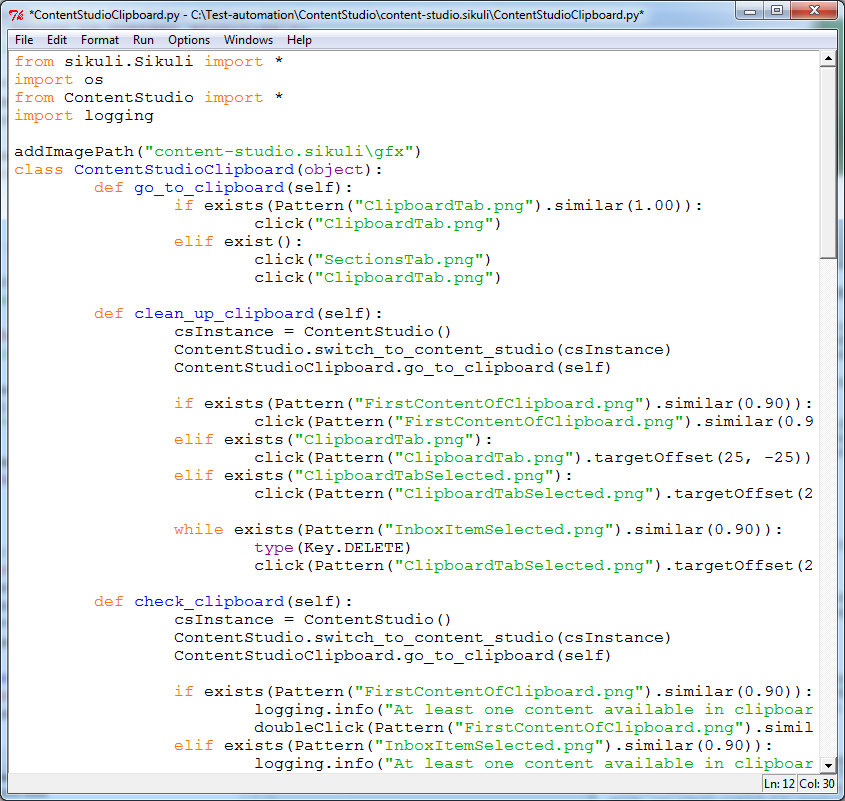 *ContentStudioClipboard.py - C:\Test-automation\ContentStudio\content-studio.sikuli\ContentStudioClipboard.py*
File Edit Format Run Options Windows Help
from sikuli.Sikuli import *
import os
from ContentStudio import *
import logging

addImagePath("content-studio.sikuli\gfx")
class ContentStudioClipboard(object):
        def go_to_clipboard(self):
                if exists(Pattern("ClipboardTab.png").similar(1.00)):
                        click("ClipboardTab.png")
                elif exist():
                        click("SectionsTab.png")
                        click("ClipboardTab.png")

        def clean_up_clipboard(self):
                csInstance = ContentStudio()
                ContentStudio.switch_to_content_studio(csInstance)
                ContentStudioClipboard.go_to_clipboard(self)

                if exists(Pattern("FirstContentOfClipboard.png").similar(0.90)):
                        click(Pattern("FirstContentOfClipboard.png").similar(0.9
                elif exists("ClipboardTab.png"):
                        click(Pattern("ClipboardTab.png").targetOffset(25, -25))
                elif exists("ClipboardTabSelected.png"):
                        click(Pattern("ClipboardTabSelected.png").targetOffset(2

                while exists(Pattern("InboxItemSelected.png").similar(0.90)):
                        type(Key.DELETE)
                        click(Pattern("ClipboardTabSelected.png").targetOffset(2

        def check_clipboard(self):
                csInstance = ContentStudio()
                ContentStudio.switch_to_content_studio(csInstance)
                ContentStudioClipboard.go_to_clipboard(self)

                if exists(Pattern("FirstContentOfClipboard.png").similar(0.90)):
                        logging.info("At least one content available in clipboar
                        doubleClick(Pattern("FirstContentOfClipboard.png").simil
                elif exists(Pattern("InboxItemSelected.png").similar(0.90)):
                        logging.info("At least one content available in clipboar
Ln: 12 Col: 30